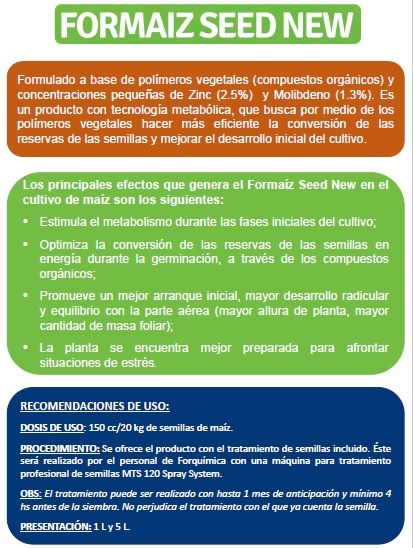 FORMAIZ SEED NEW
Formulado a base de polímeros vegetales (compuestos orgánicos) y
concentraciones pequeñas de Zinc (2.5%) y Molibdeno (1.3%). Es
un producto con tecnología metabólica, que busca por medio de los
polímeros vegetales hacer más eficiente la conversión de las
reservas de las semillas y mejorar el desarrollo inicial del cultivo.
Los principales efectos que genera el Formaíz Seed New en el
cultivo de maíz son los siguientes:
• Estimula el metabolismo durante las fases iniciales del cultivo;
• Optimiza la conversión de las reservas de las semillas en
energía durante la germinación, a través de los compuestos
orgánicos;
• Promueve un mejor arranque inicial, mayor desarrollo radicular
y equilibrio con la parte aérea (mayor altura de planta, mayor
cantidad de masa foliar);
• La planta se encuentra mejor preparada para afrontar
situaciones de estrés.
RECOMENDACIONES DE USO:
DOSIS DE USO: 150 cc/20 kg de semillas de maíz.
PROCEDIMIENTO: Se ofrece el producto con el tratamiento de semillas incluido. Éste
será realizado por el personal de Forquímica con una máquina para tratamiento
profesional de semillas MTS 120 Spray System.
OBS: El tratamiento puede ser realizado con hasta 1 mes de anticipación y mínimo 4
hs antes de la siembra. No perjudica el tratamiento con el que ya cuenta la semilla.
PRESENTACIÓN: 1 L y 5 L.